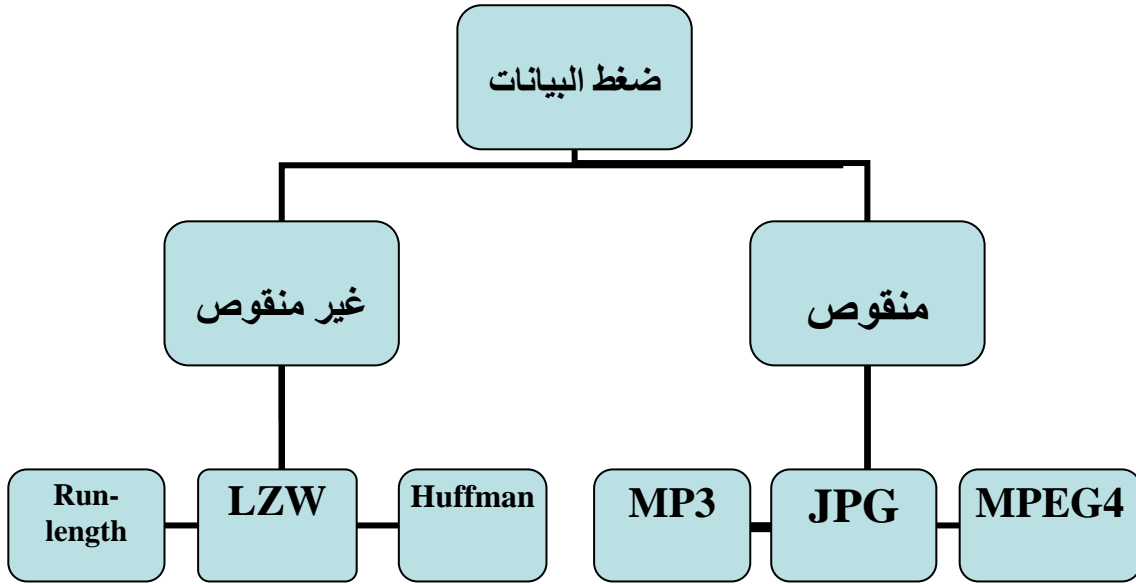 ضغط البيانات
منقوص
غير منقوص
Run-
length
LZW
Huffman
MP3
JPG
MPEG4